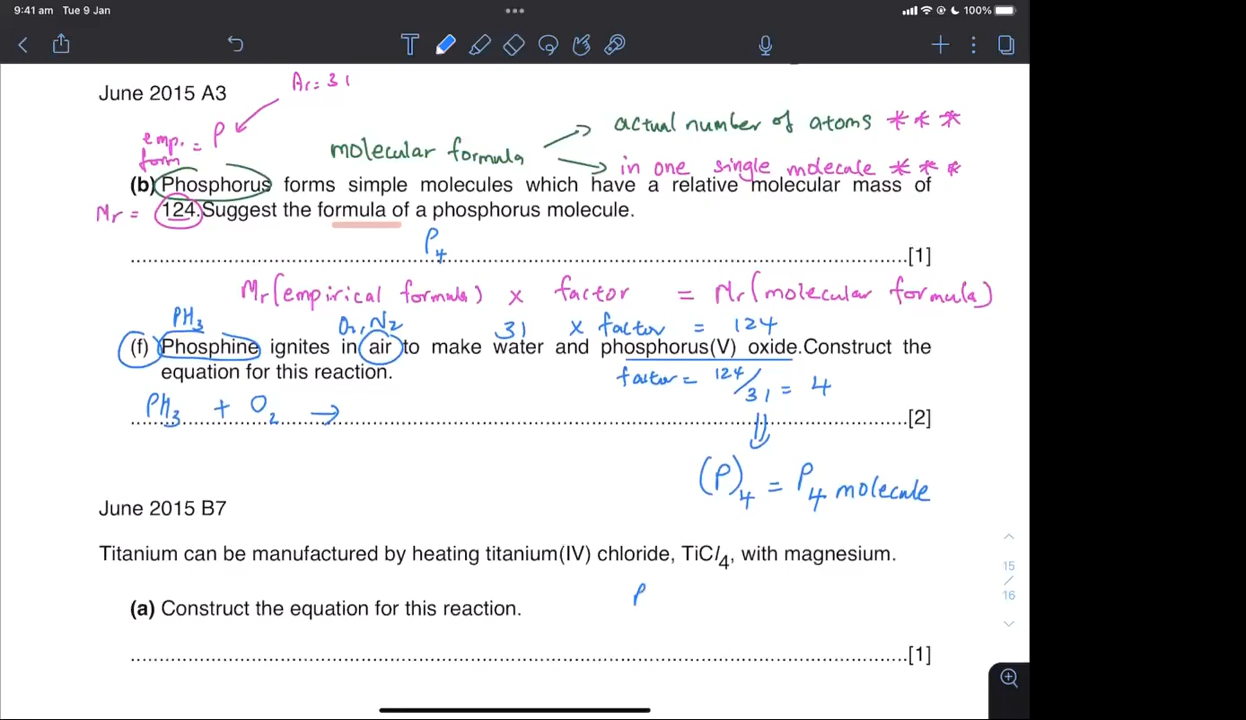 9:41 am Tue 9 Jan
100%
T
June 2015 A3
Ar = 31
emp. form = P
molecular formula
actual number of atoms ***
in one single molecule ***
(b) Phosphorus forms simple molecules which have a relative molecular mass of
Mr = 124.Suggest the formula of a phosphorus molecule.
P4
[1]
Mr (empirical formula) × factor = Mr (molecular formula)
PH3
O2, N2
31 × factor = 124
(f) Phosphine ignites in air to make water and phosphorus(V) oxide.Construct the
equation for this reaction.
factor = 124/31 = 4
PH3 + O2 →
[2]
(P)4 = P4 molecule
June 2015 B7
Titanium can be manufactured by heating titanium(IV) chloride, TiCl4, with magnesium.
P
(a) Construct the equation for this reaction.
[1]
15
/
16